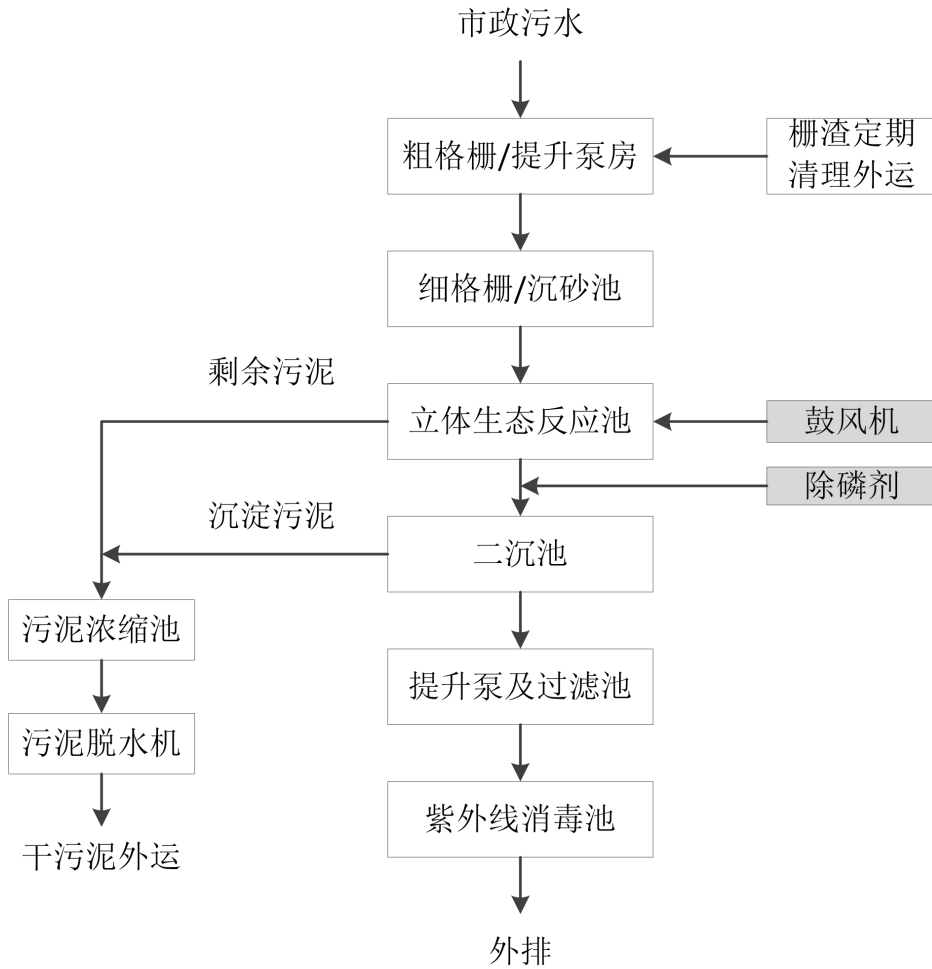 市政污水
粗格栅/提升泵房
栅渣定期
清理外运
细格栅/沉砂池
剩余污泥
立体生态反应池
鼓风机
除磷剂
沉淀污泥
二沉池
污泥浓缩池
提升泵及过滤池
污泥脱水机
紫外线消毒池
干污泥外运
外排